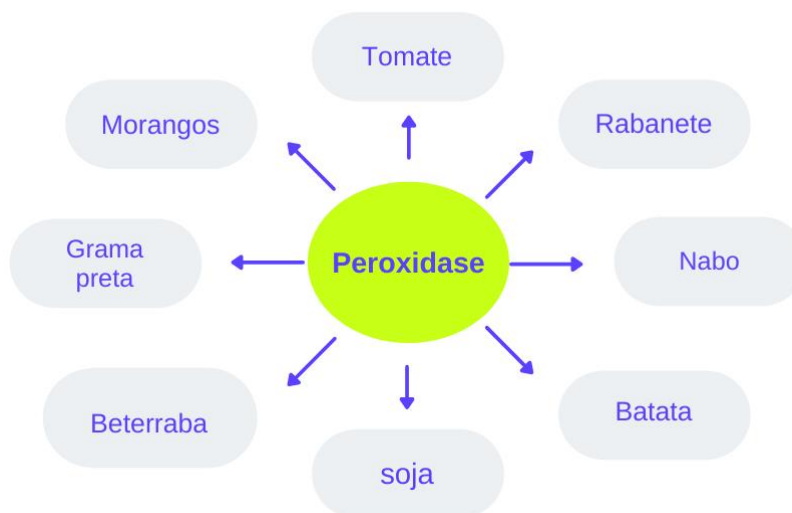 Tomate
Morangos
Rabanete
Grama
preta
Peroxidase
Nabo
Beterraba
Batata
soja